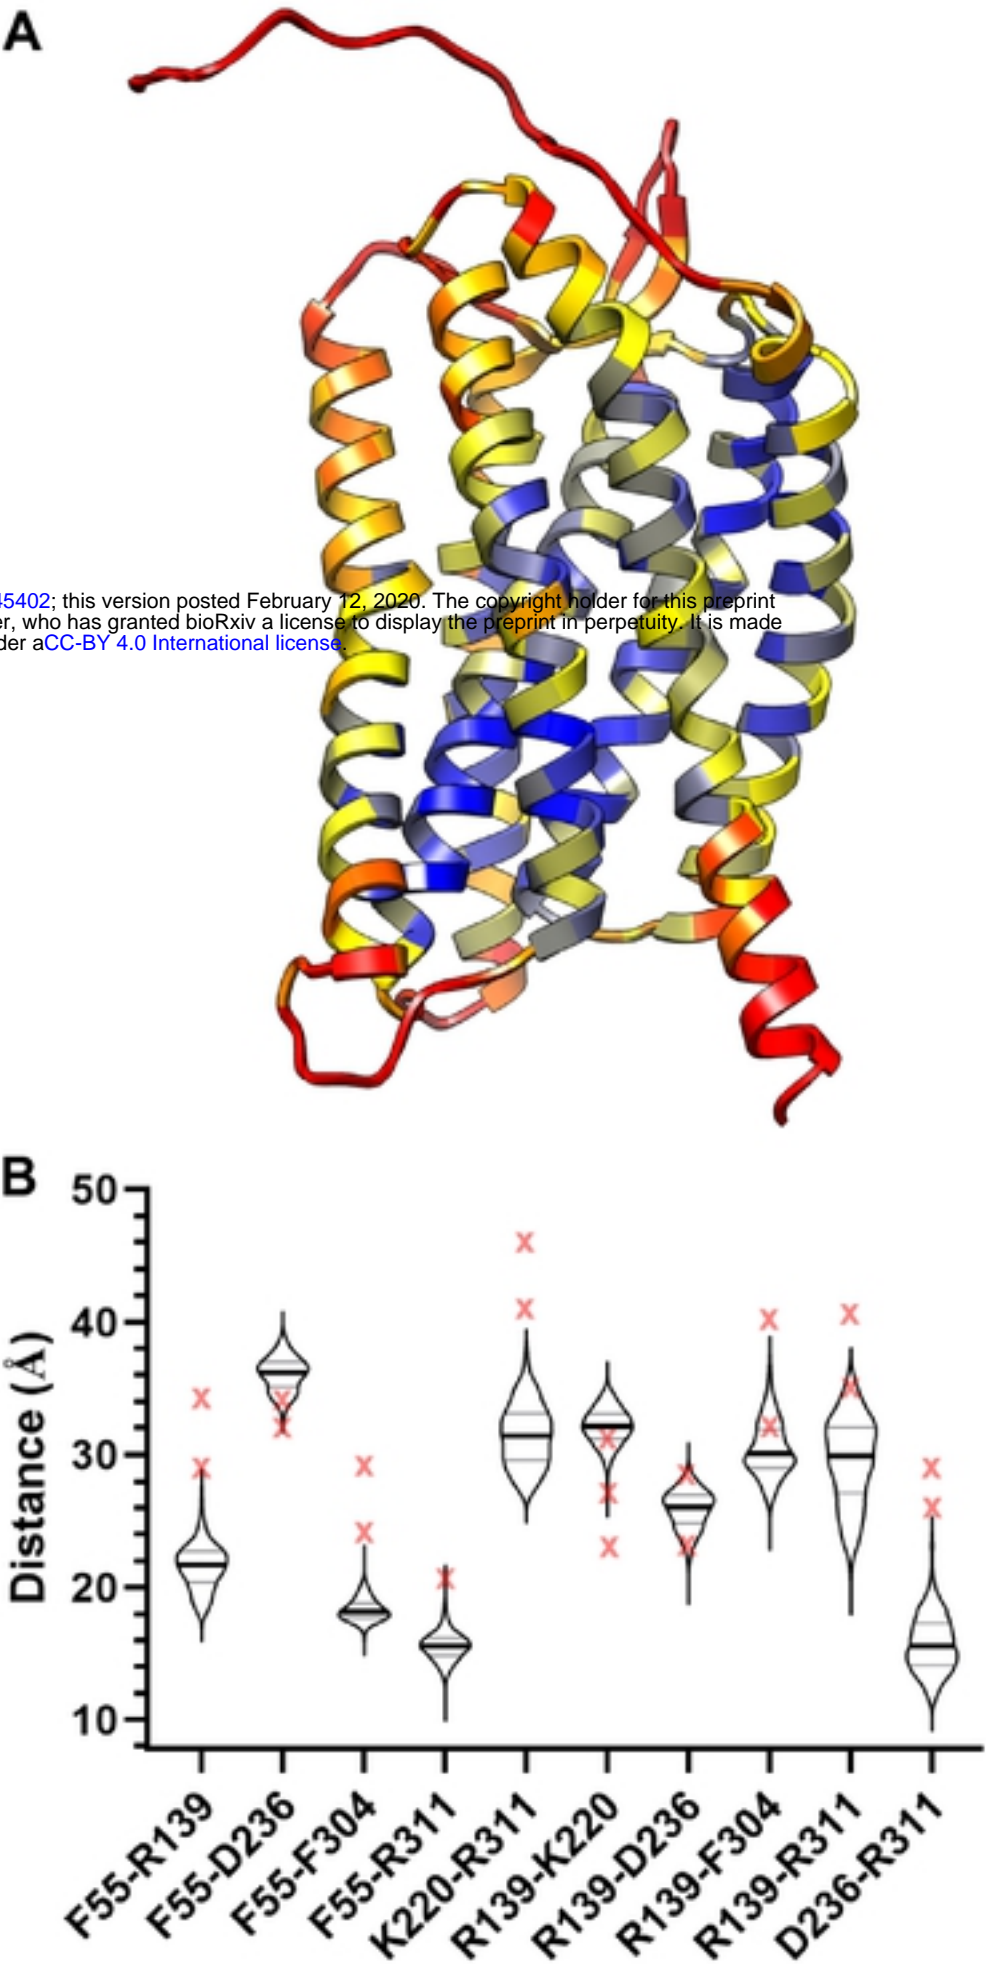 A
45402; this version posted February 12, 2020. The copyright holder for this preprint
er, who has granted bioRxiv a license to display the preprint in perpetuity. It is made
der aCC-BY 4.0 International license.
B
50
40
30
20
10
Distance (Å)
F55-R139
F55-D236
F55-F304
F55-R311
K220-R311
R139-K220
R139-D236
R139-F304
R139-R311
D236-R311